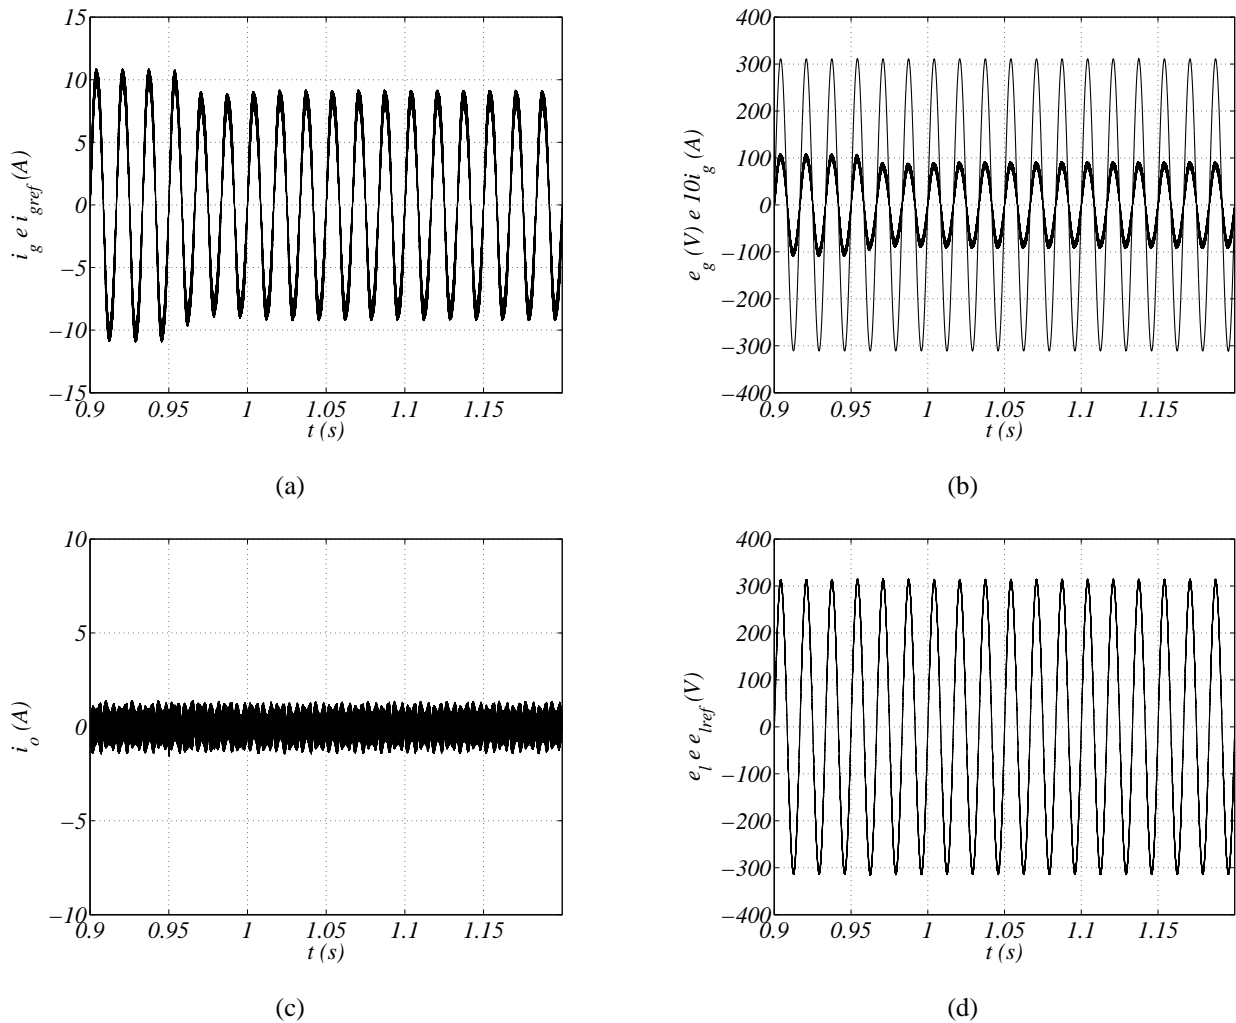 15
10
5
0
−5
−10
−15
0.9 0.95 1 1.05 1.1 1.15
t (s)
i_g e i_gref (A)
(a)
400
300
200
100
0
−100
−200
−300
−400
0.9 0.95 1 1.05 1.1 1.15
t (s)
e_g (V) e 10i_g (A)
(b)
10
5
0
−5
−10
0.9 0.95 1 1.05 1.1 1.15
t (s)
i_o (A)
(c)
400
300
200
100
0
−100
−200
−300
−400
0.9 0.95 1 1.05 1.1 1.15
t (s)
e_l e e_lref (V)
(d)